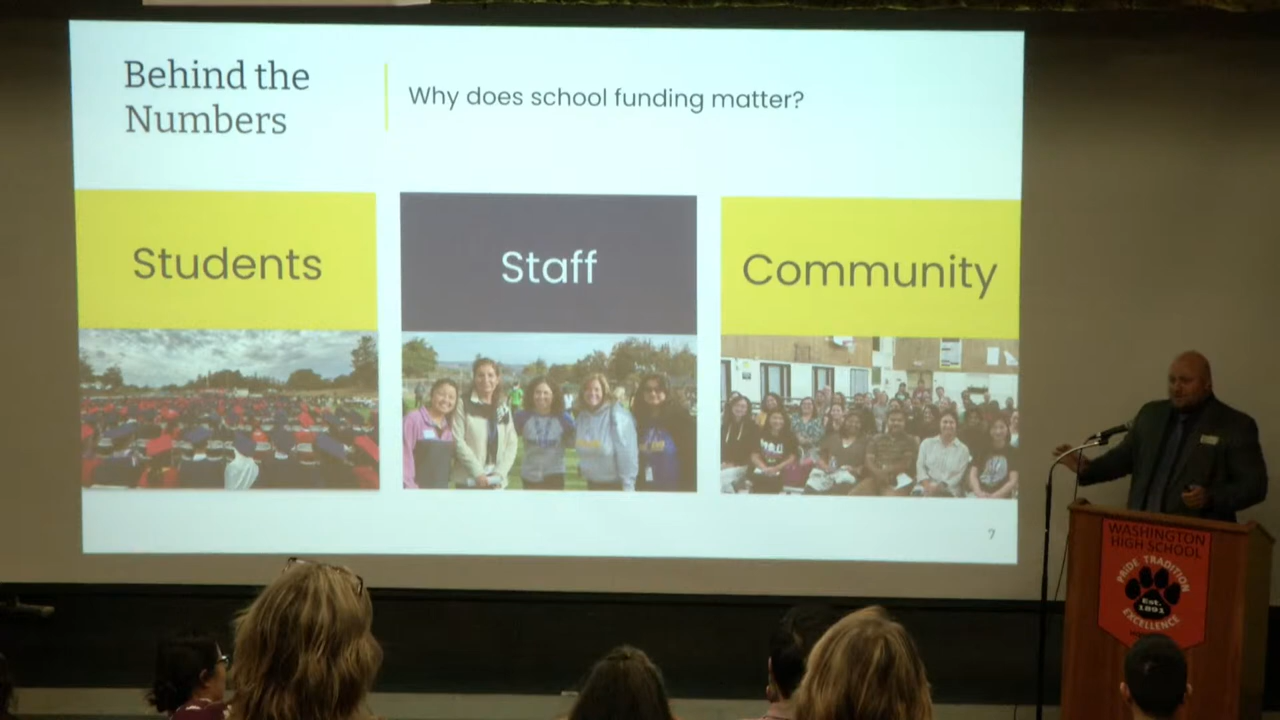 Behind the
Numbers
Why does school funding matter?
Students
Staff
Community
7
WASHINGTON
HIGH SCHOOL
PRIDE TRADITION
Est.
1891
EXCELLENCE